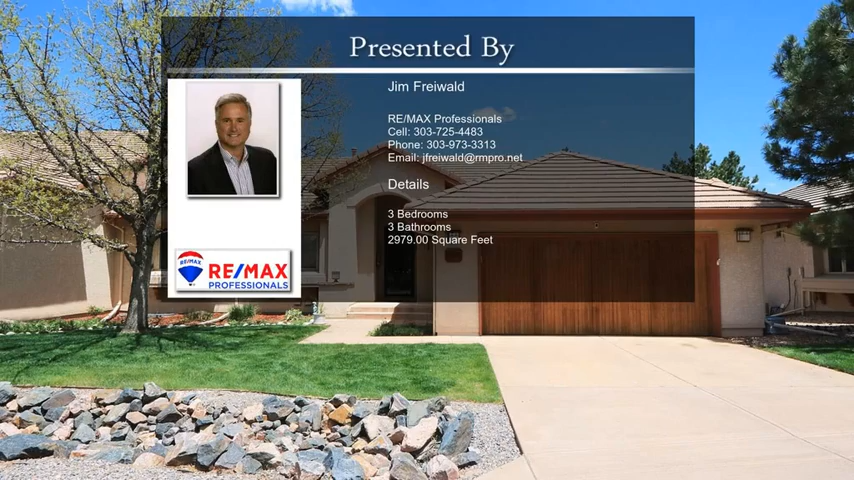 Presented By
Jim Freiwald
RE/MAX Professionals
Cell: 303-725-4483
Phone: 303-973-3313
Email: jfreiwald@rmpro.net
Details
3 Bedrooms
3 Bathrooms
2979.00 Square Feet
RE/MAX
RE/MAX
PROFESSIONALS